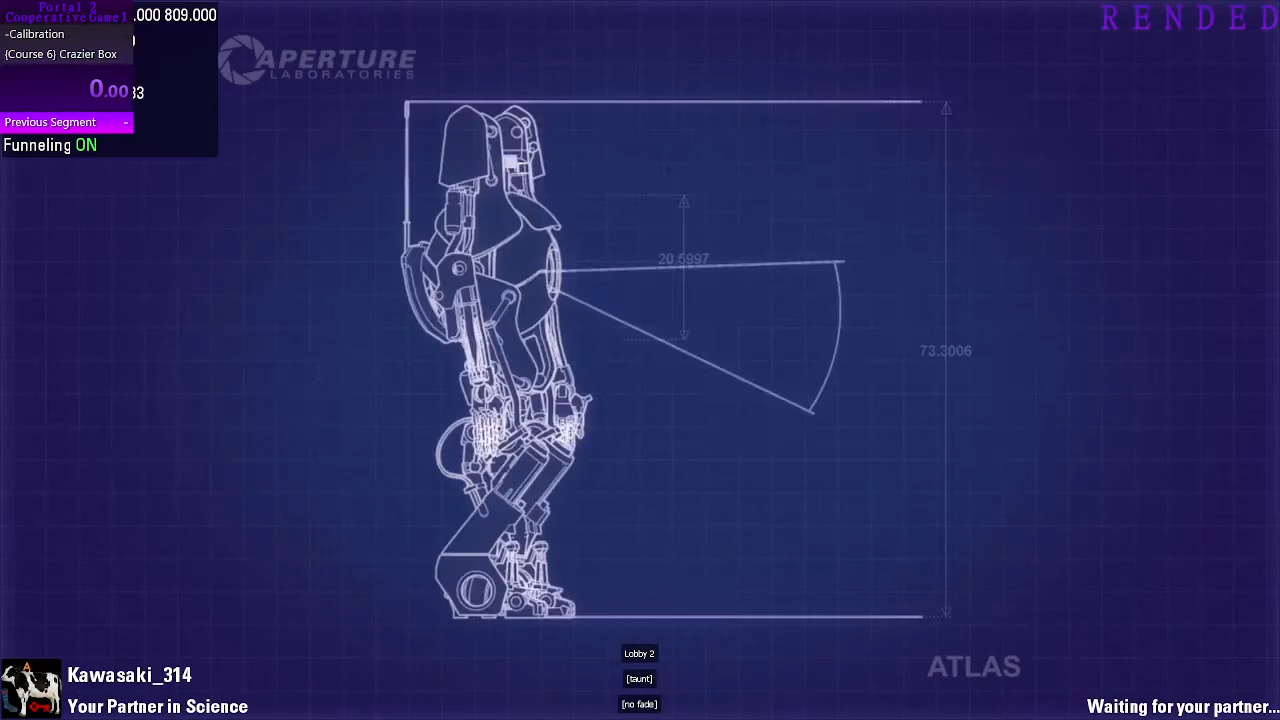 Portal 2
Cooperative Game1
-Calibration
{Course 6} Crazier Box
0.00
33
Previous Segment -
Funneling ON
.000 809.000
RENDED
APERTURE
LABORATORIES
20.5997
73.3006
ATLAS
Lobby 2
[taunt]
[no fade]
Kawasaki_314
Your Partner in Science
Waiting for your partner...